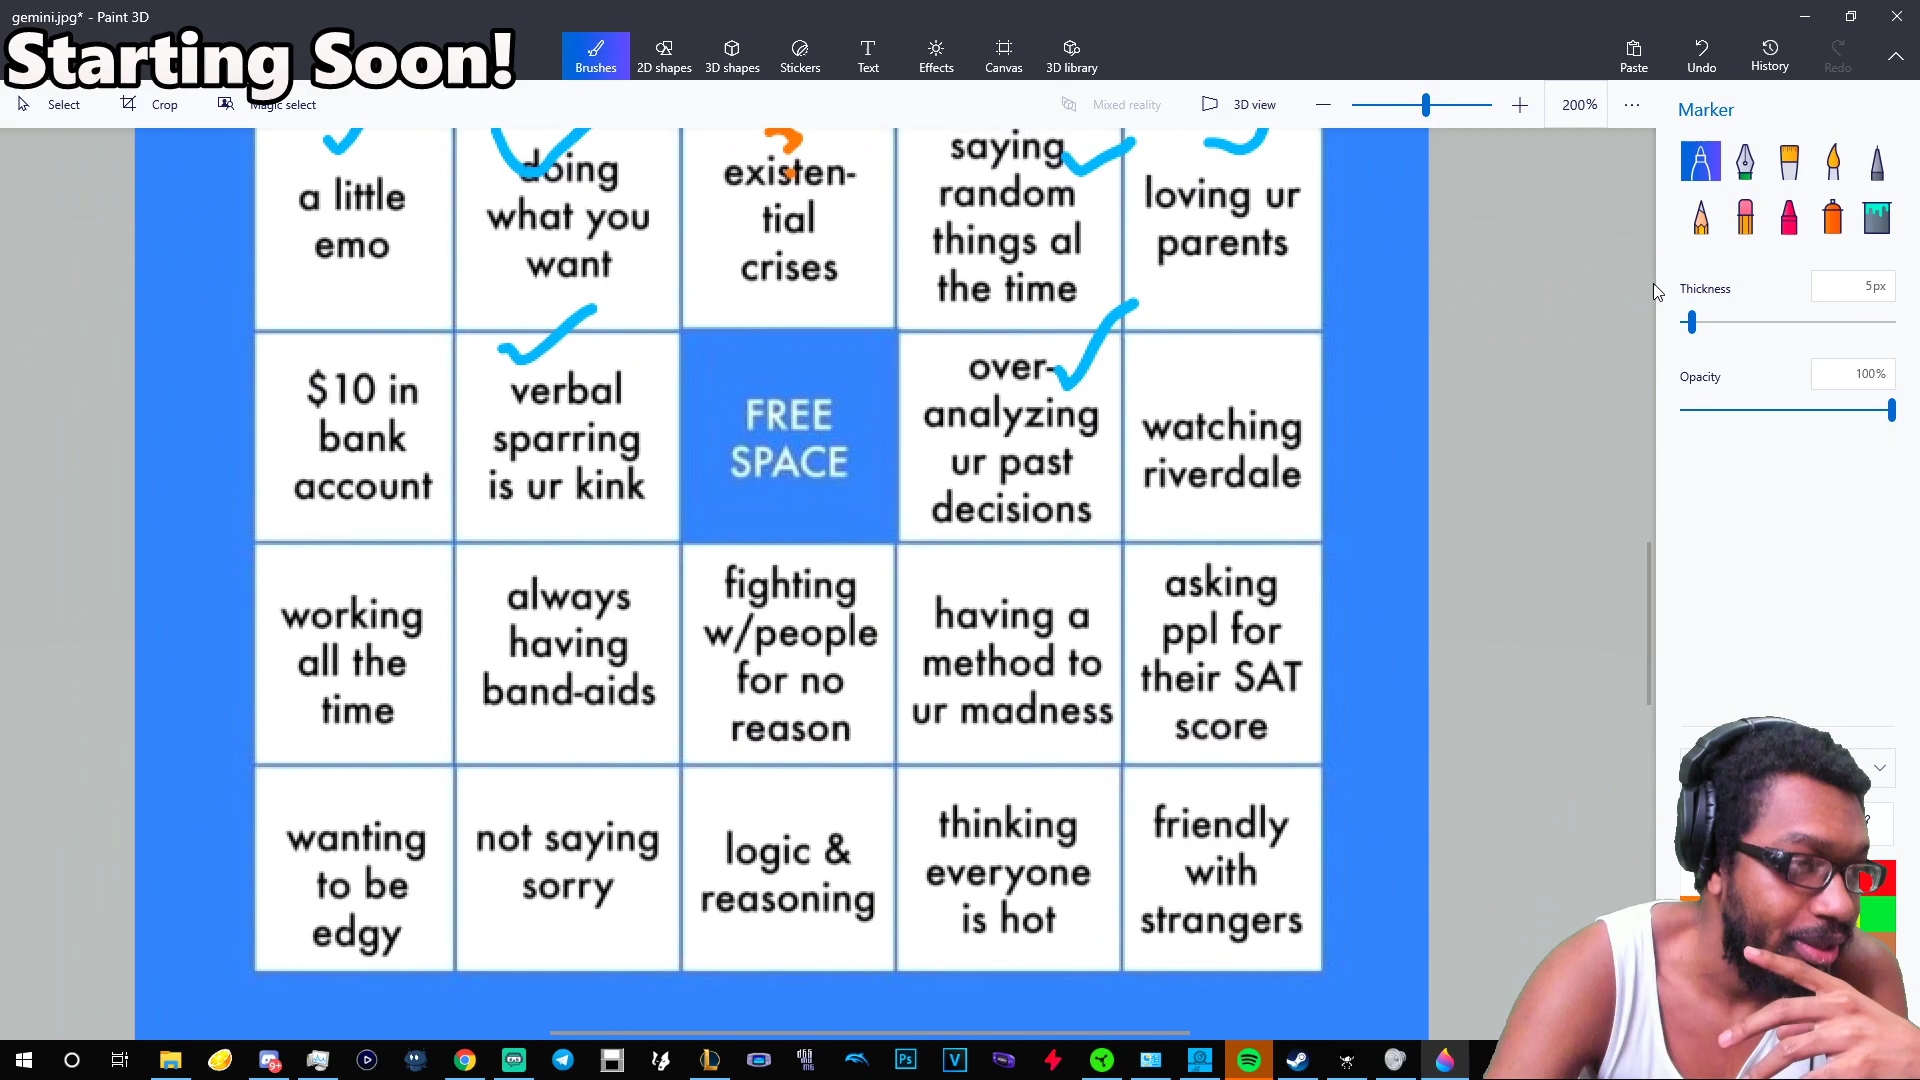 gemini.jpg* - Paint 3D
Starting Soon!
Brushes
2D shapes
3D shapes
Stickers
Text
Effects
Canvas
3D library
Paste
Undo
History
Redo
Select
Crop
Magic select
Mixed reality
3D view
200%
Marker
a little
emo
doing
what you
want
existen-
tial
crises
saying
random
things al
the time
loving ur
parents
Thickness
5px
Opacity
100%
$10 in
bank
account
verbal
sparring
is ur kink
FREE
SPACE
over-
analyzing
ur past
decisions
watching
riverdale
working
all the
time
always
having
band-aids
fighting
w/people
for no
reason
having a
method to
ur madness
asking
ppl for
their SAT
score
wanting
to be
edgy
not saying
sorry
logic &
reasoning
thinking
everyone
is hot
friendly
with
strangers
9+
Ps
V